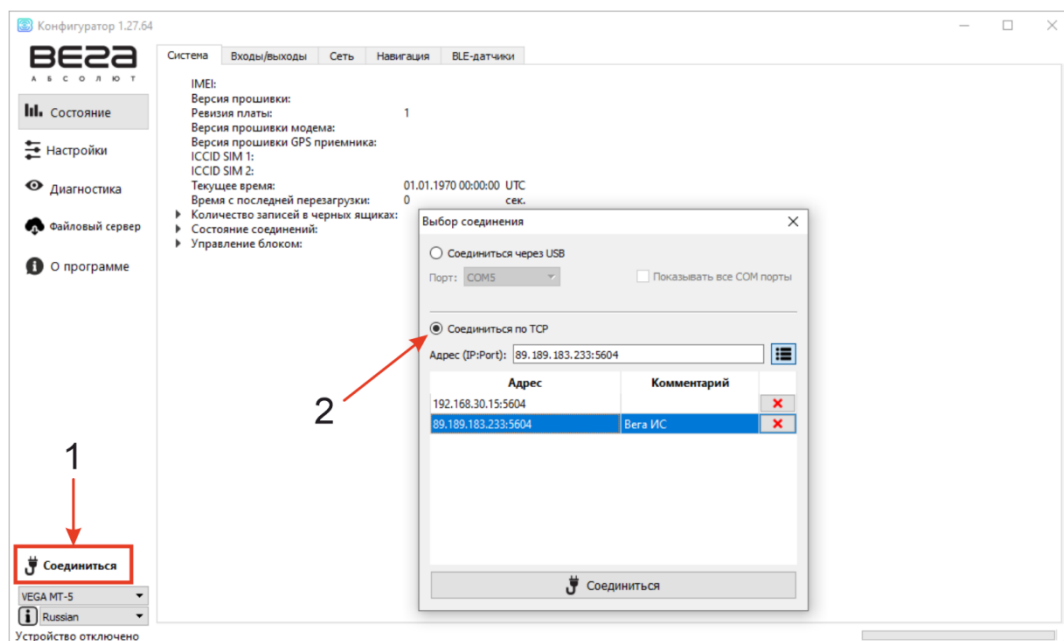 Конфигуратор 1.27.64
ВЕГА
АБСОЛЮТ
Состояние
Настройки
Диагностика
Файловый сервер
О программе
Система Входы/выходы Сеть Навигация BLE-датчики
IMEI:
Версия прошивки:
Ревизия платы: 1
Версия прошивки модема:
Версия прошивки GPS приемника:
ICCID SIM 1:
ICCID SIM 2:
Текущее время: 01.01.1970 00:00:00 UTC
Время с последней перезагрузки: 0 сек.
Количество записей в черных ящиках:
Состояние соединений:
Управление блоком:
Выбор соединения
Соединиться через USB
Порт: COM5 Показывать все COM порты
Соединиться по TCP
Адрес (IP:Port): 89.189.183.233:5604
Адрес Комментарий
192.168.30.15:5604
89.189.183.233:5604 Вега ИС
Соединиться
2
1
Соединиться
VEGA MT-5
Russian
Устройство отключено